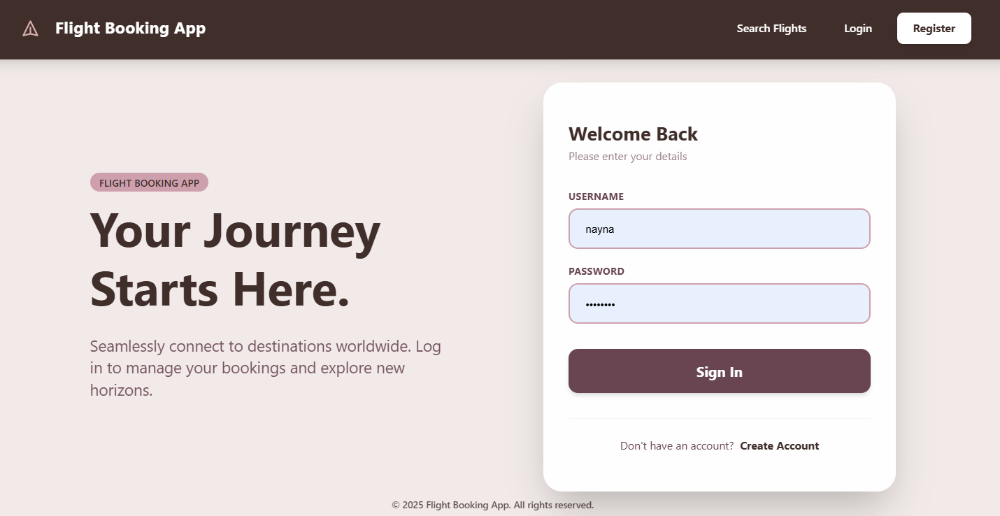 Flight Booking App
Search Flights
Login
Register
FLIGHT BOOKING APP
Your Journey
Starts Here.
Seamlessly connect to destinations worldwide. Log
in to manage your bookings and explore new
horizons.
Welcome Back
Please enter your details
USERNAME
nayna
PASSWORD
••••••••
Sign In
Don't have an account? Create Account
© 2025 Flight Booking App. All rights reserved.